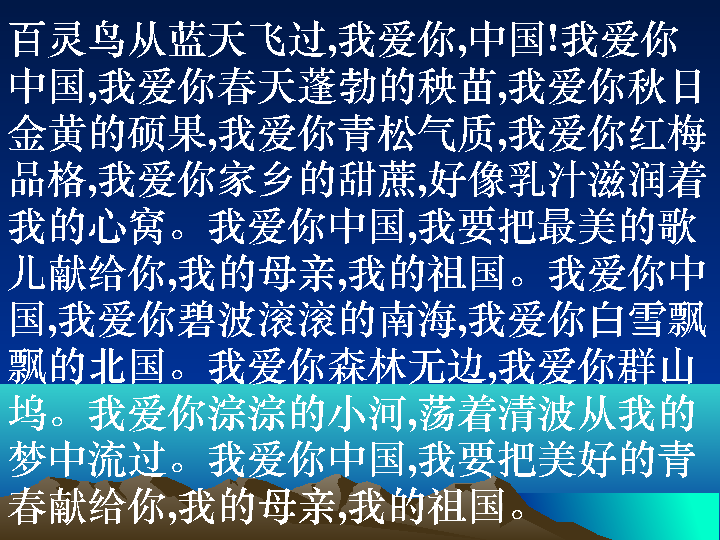 百灵鸟从蓝天飞过,我爱你,中国!我爱你
中国,我爱你春天蓬勃的秧苗,我爱你秋日
金黄的硕果,我爱你青松气质,我爱你红梅
品格,我爱你家乡的甜蔗,好像乳汁滋润着
我的心窝。我爱你中国,我要把最美的歌
儿献给你,我的母亲,我的祖国。我爱你中
国,我爱你碧波滚滚的南海,我爱你白雪飘
飘的北国。我爱你森林无边,我爱你群山
坞。我爱你淙淙的小河,荡着清波从我的
梦中流过。我爱你中国,我要把美好的青
春献给你,我的母亲,我的祖国。